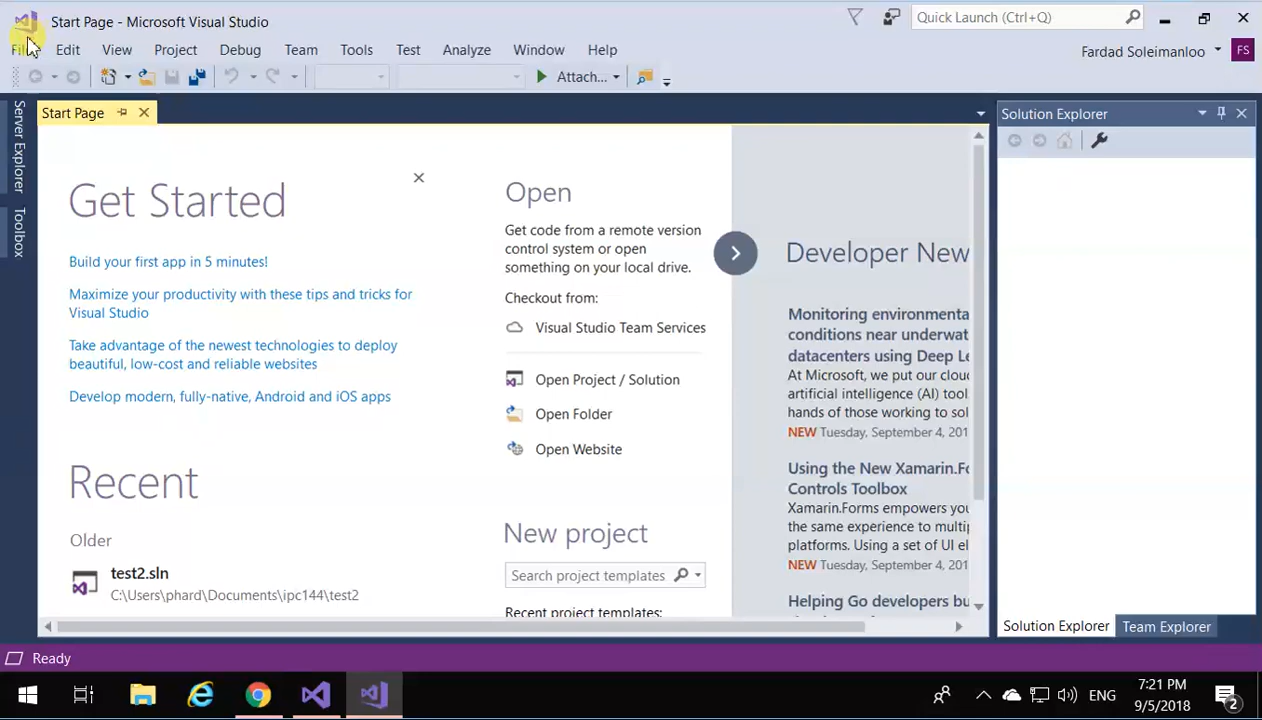 Start Page - Microsoft Visual Studio
Quick Launch (Ctrl+Q)
File Edit View Project Debug Team Tools Test Analyze Window Help
Fardad Soleimanloo FS
Attach...
Server Explorer
Toolbox
Start Page
Get Started
Build your first app in 5 minutes!
Maximize your productivity with these tips and tricks for
Visual Studio
Take advantage of the newest technologies to deploy
beautiful, low-cost and reliable websites
Develop modern, fully-native, Android and iOS apps
Recent
Older
test2.sln
C:\Users\phard\Documents\ipc144\test2
Open
Get code from a remote version
control system or open
something on your local drive.
Checkout from:
Visual Studio Team Services
Open Project / Solution
Open Folder
Open Website
New project
Search project templates
Recent project templates:
Developer New
Monitoring environmenta
conditions near underwat
datacenters using Deep Le
At Microsoft, we put our clou
artificial intelligence (AI) tool
hands of those working to sol
NEW Tuesday, September 4, 201
Using the New Xamarin.Fo
Controls Toolbox
Xamarin.Forms empowers you
the same experience to multip
platforms. Using a set of UI el
NEW Tuesday, September 4, 201
Helping Go developers bu
Solution Explorer
Solution Explorer Team Explorer
Ready
ENG
7:21 PM
9/5/2018
2